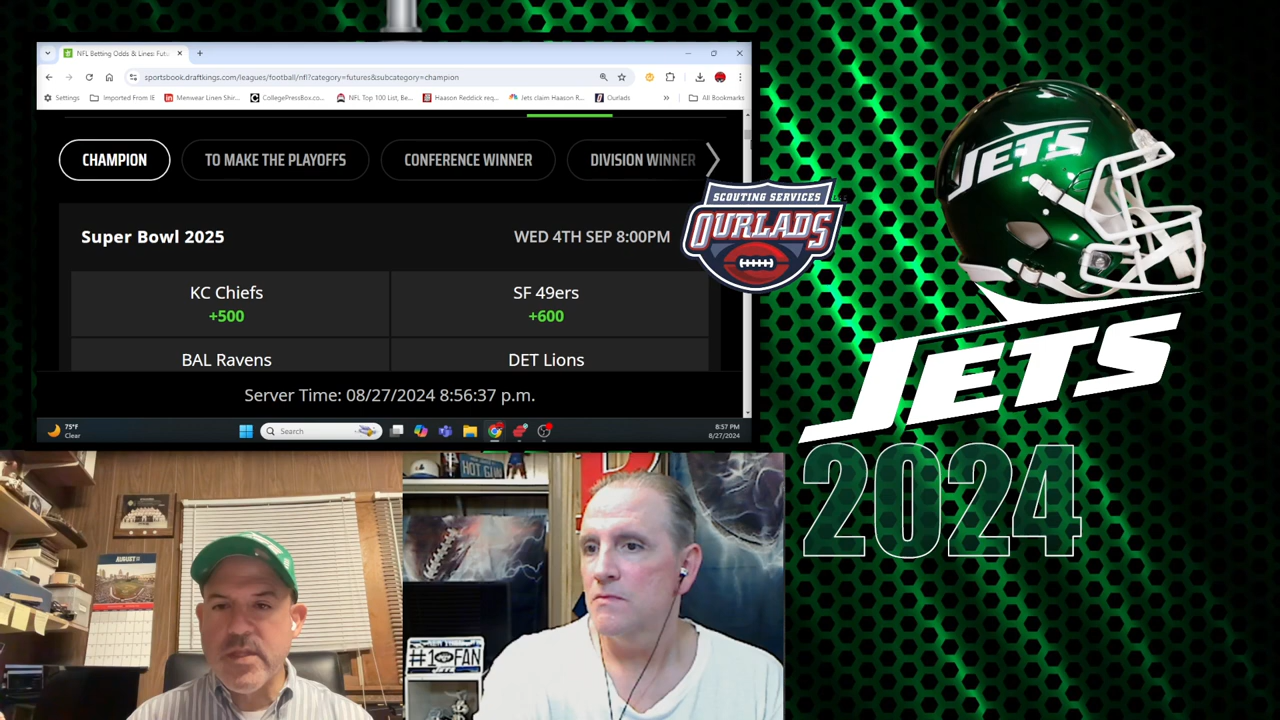 NFL Betting Odds & Lines: Futu
sportsbook.draftkings.com/leagues/football/nfl?category=futures&subcategory=champion
Settings
Imported From IE
Menwear Linen Shir...
CollegePressBox.co...
NFL Top 100 List, Be...
Haason Reddick req...
Jets claim Haason R...
Ourlads
»
All Bookmarks
CHAMPION
TO MAKE THE PLAYOFFS
CONFERENCE WINNER
DIVISION WINNER
Super Bowl 2025
WED 4TH SEP 8:00PM
KC Chiefs
+500
SF 49ers
+600
BAL Ravens
DET Lions
Server Time: 08/27/2024 8:56:37 p.m.
75°F
Clear
Search
8:57 PM
8/27/2024
SCOUTING SERVICES
OURLADS
JETS
JETS
2024
AUGUST
HOT GUN
#1 FAN